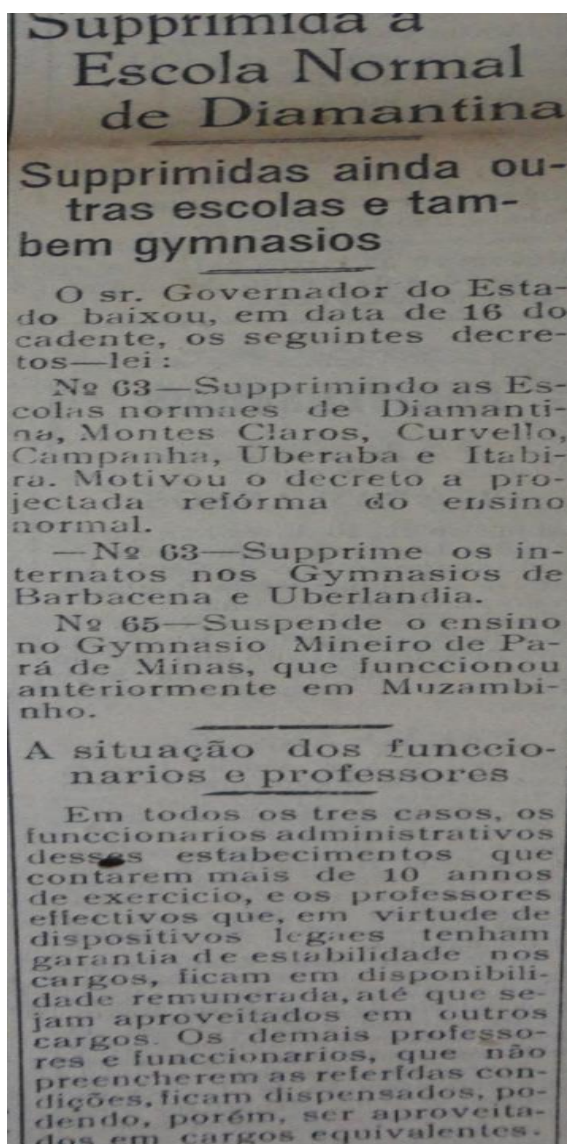 Supprimida a
Escola Normal
de Diamantina
Supprimidas ainda ou-
tras escolas e tam-
bem gymnasios
O sr. Governador do Esta-
do baixou, em data de 16 do
cadente, os seguintes decre-
tos—lei:
Nº 63—Supprimindo as Es-
colas normaes de Diamanti-
na, Montes Claros, Curvello,
Campanha, Uberaba e Itabi-
ra. Motivou o decreto a pro-
jectada refórma do ensino
normal.
—Nº 63—Supprime os in-
ternatos nos Gymnasios de
Barbacena e Uberlandia.
Nº 65—Suspende o ensino
no Gymnasio Mineiro de Pa-
rá de Minas, que funccionou
anteriormente em Muzambi-
nho.
A situação dos funccio-
narios e professores
Em todos os tres casos, os
funccionarios administrativos
desses estabecimentos que
contarem mais de 10 annos
de exercicio, e os professores
effectivos que, em virtude de
dispositivos legaes tenham
garantia de estabilidade nos
cargos, ficam em disponibili-
dade remunerada, até que se-
jam aproveitados em outros
cargos. Os demais professo-
res e funccionarios, que não
preencherem as referidas con-
dições, ficam dispensados, po-
dendo, porém, ser aproveita-
dos em cargos equivalentes.